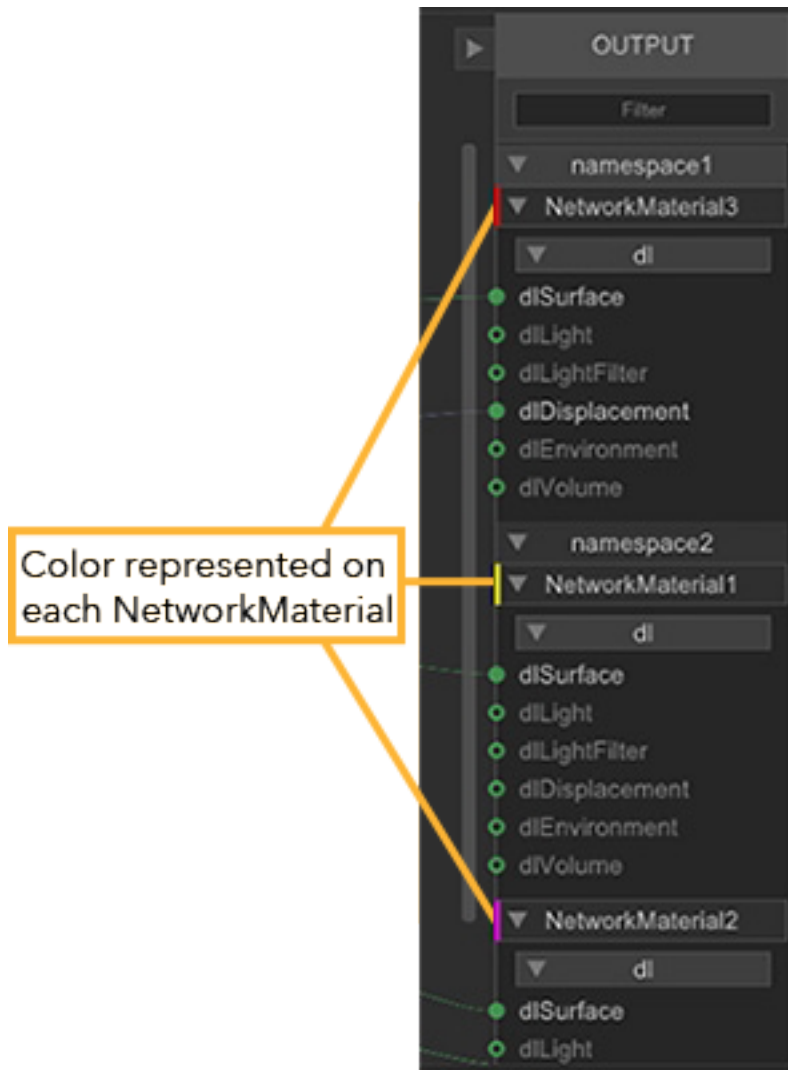 OUTPUT
Filter
namespace1
NetworkMaterial3
dl
dlSurface
dlLight
dlLightFilter
dlDisplacement
dlEnvironment
dlVolume
Color represented on
each NetworkMaterial
namespace2
NetworkMaterial1
dl
dlSurface
dlLight
dlLightFilter
dlDisplacement
dlEnvironment
dlVolume
NetworkMaterial2
dl
dlSurface
dlLight